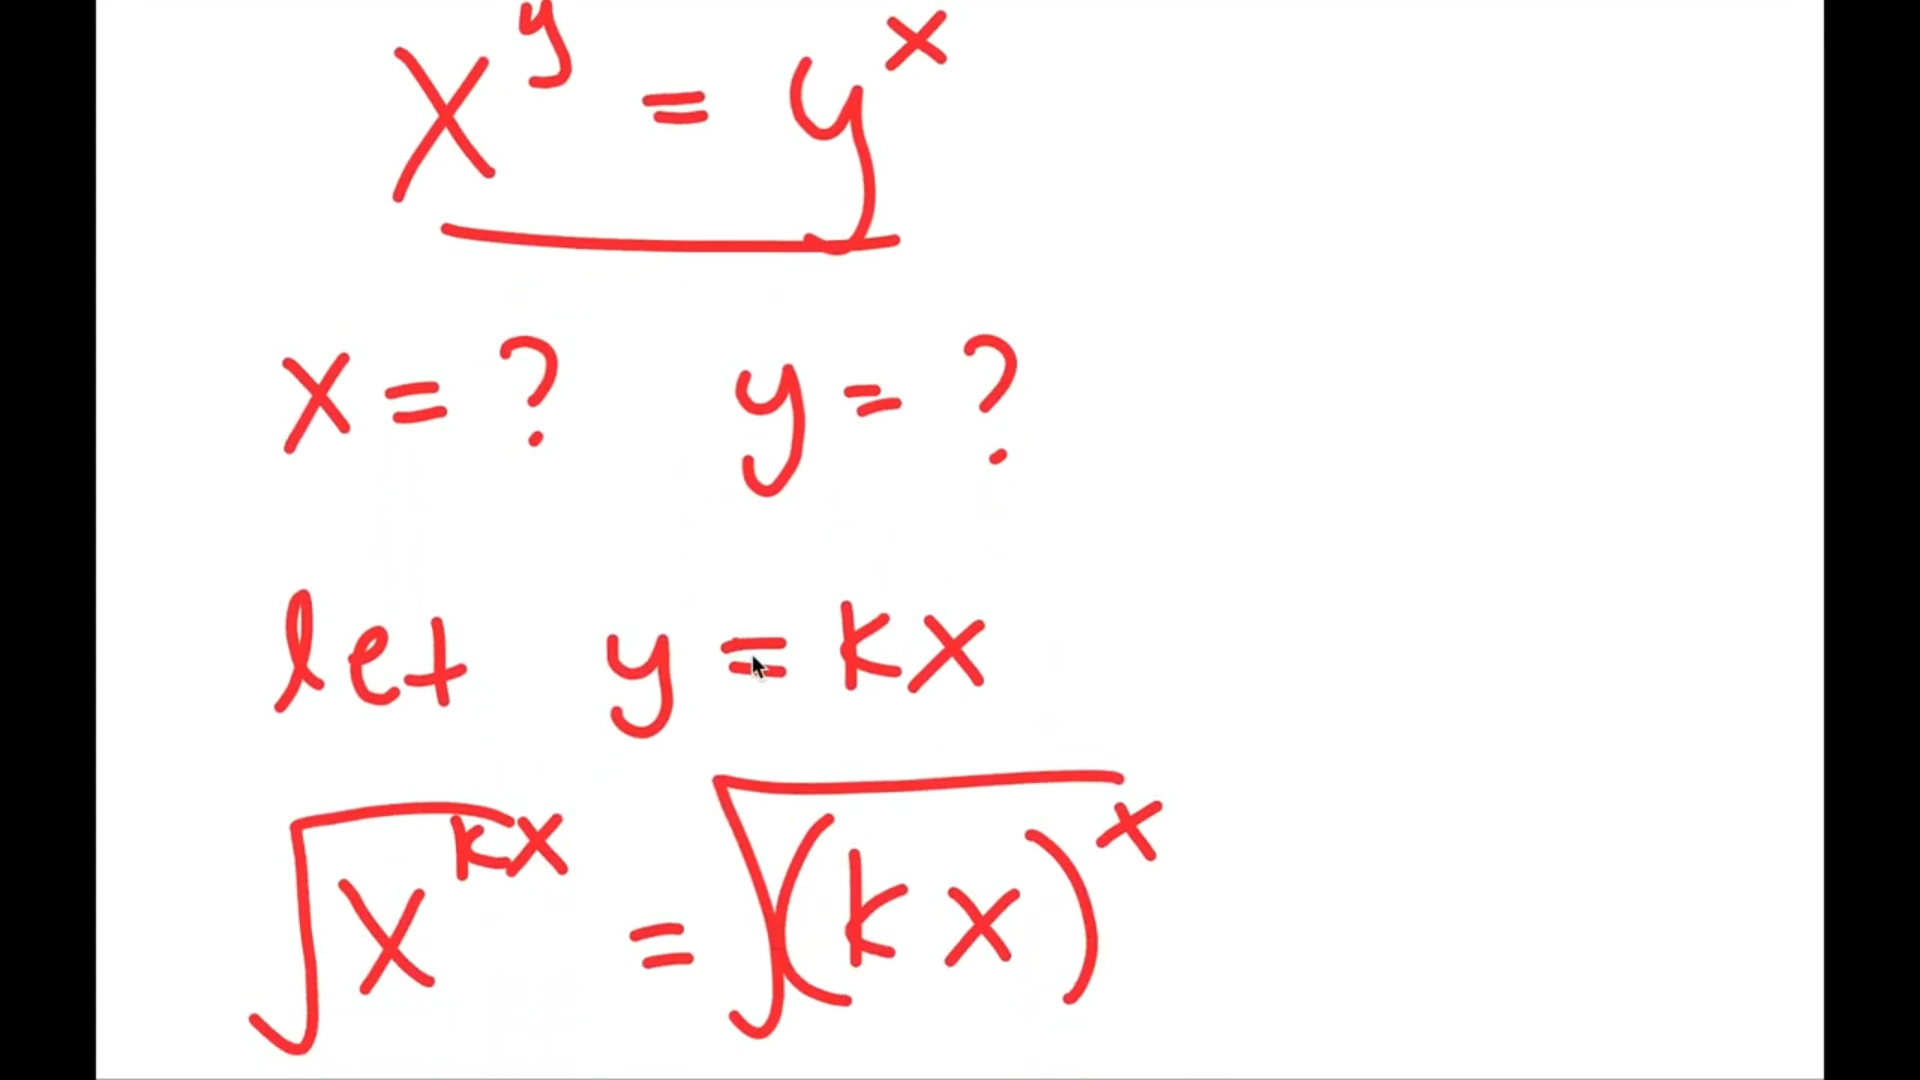 x^y = y^x
x = ? y = ?
let y = kx
√x^kx = √(kx)^x